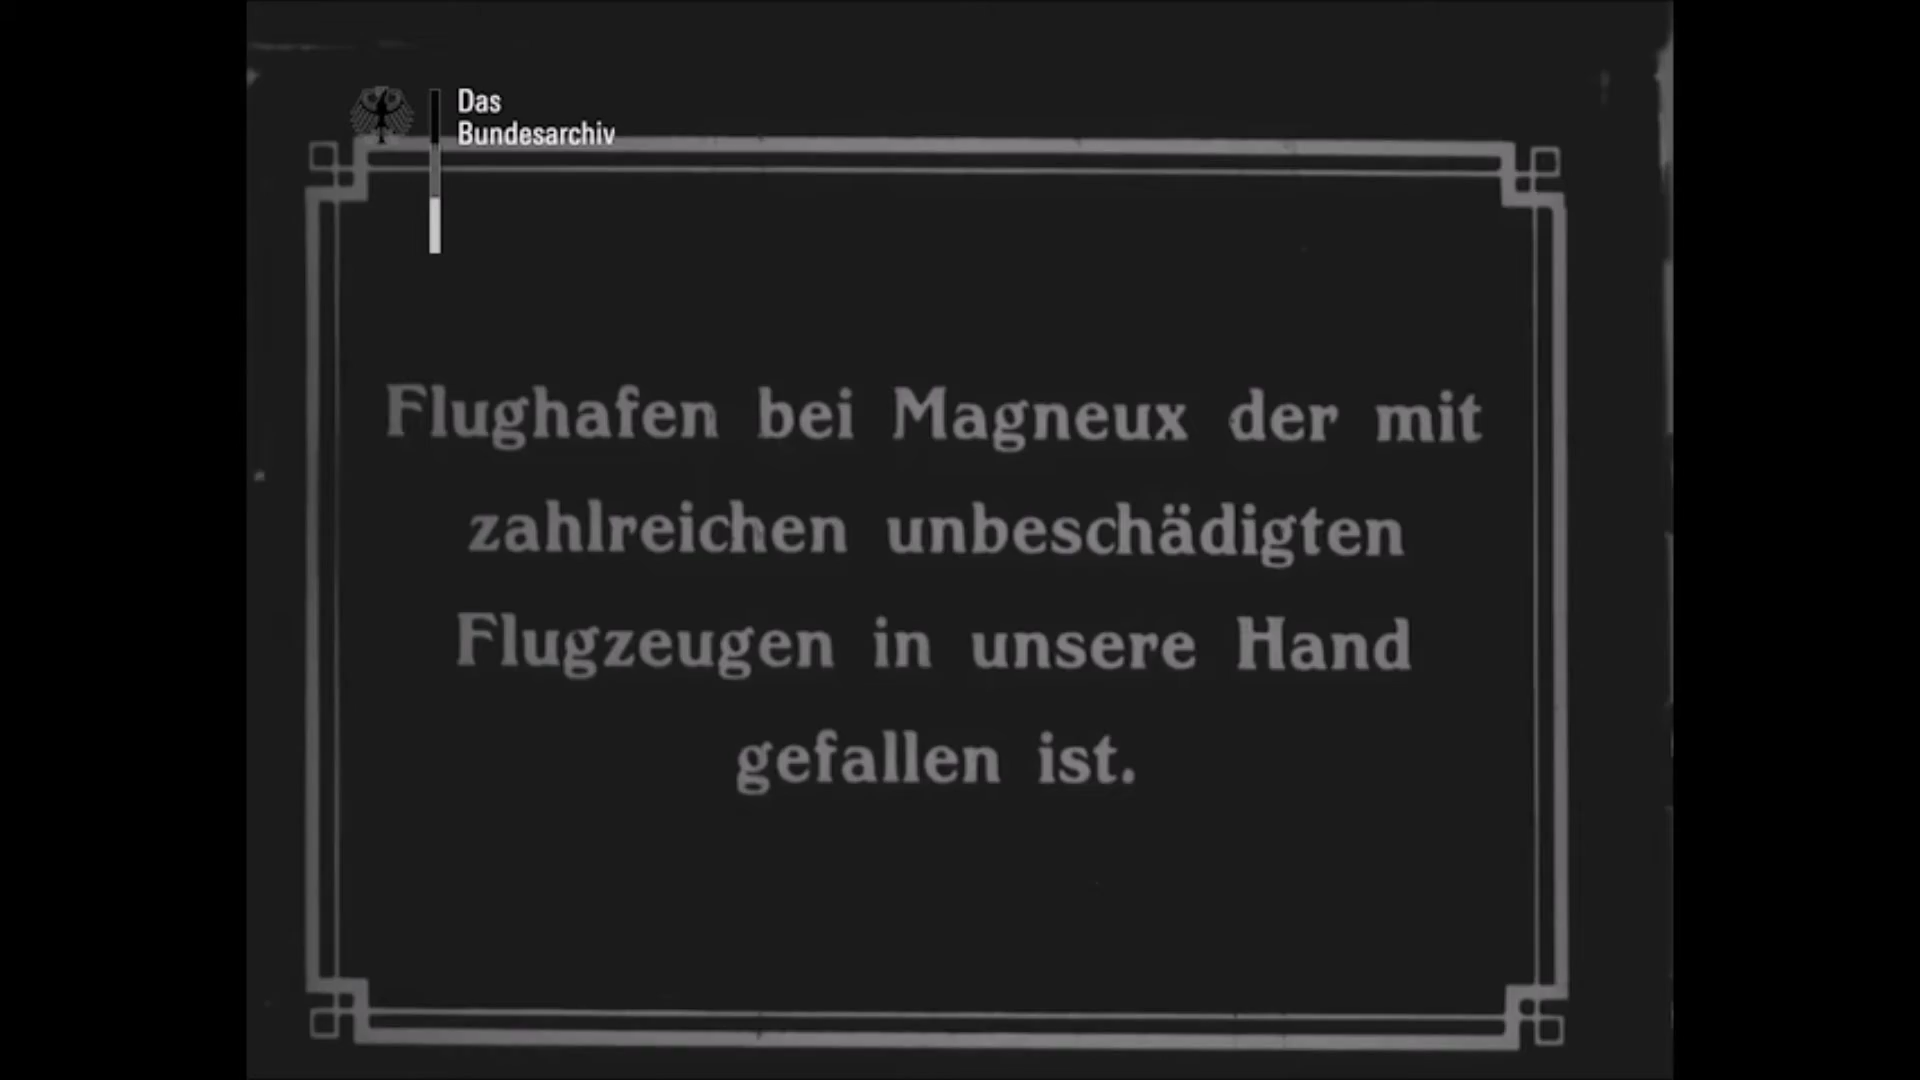 Das
Bundesarchiv
Flughafen bei Magneux der mit
zahlreichen unbeschädigten
Flugzeugen in unsere Hand
gefallen ist.